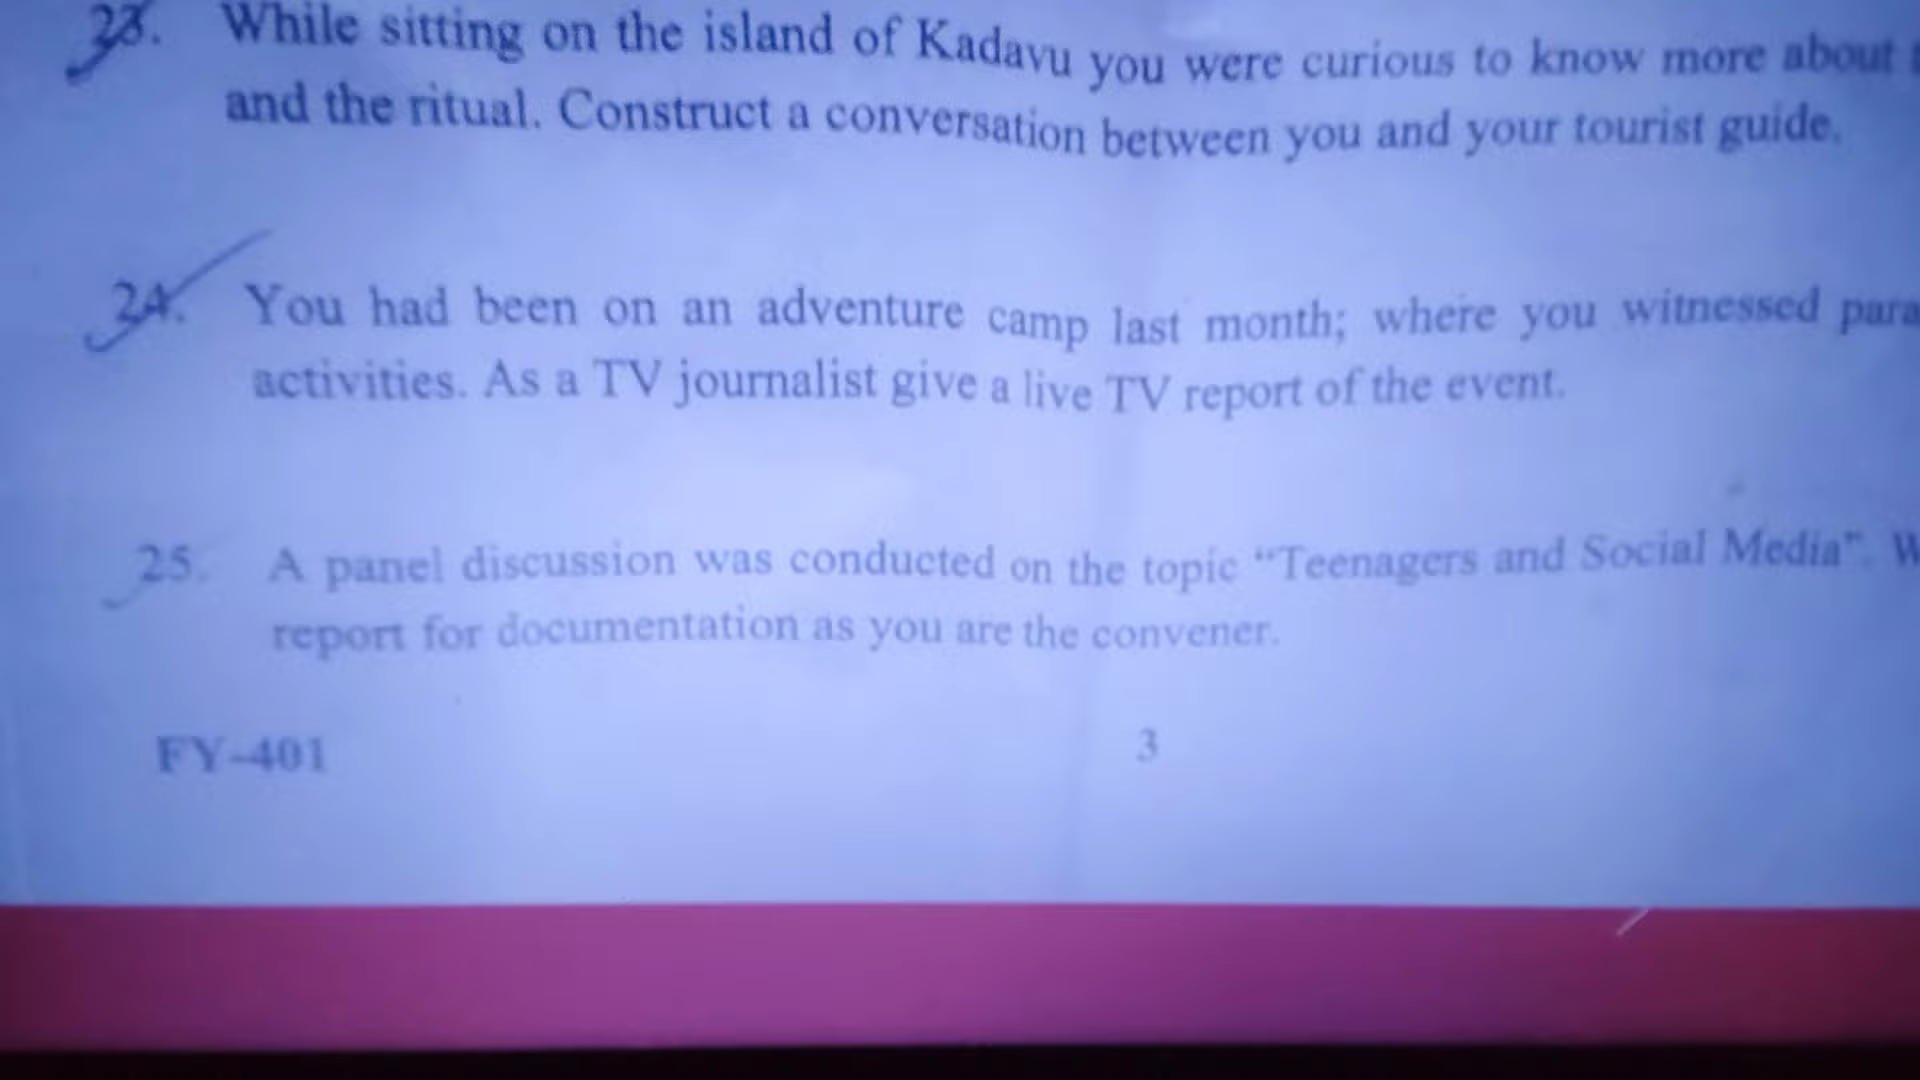 23. While sitting on the island of Kadavu you were curious to know more about
and the ritual. Construct a conversation between you and your tourist guide.
24. You had been on an adventure camp last month; where you witnessed para
activities. As a TV journalist give a live TV report of the event.
25. A panel discussion was conducted on the topic “Teenagers and Social Media”. W
report for documentation as you are the convener.
FY-401 3